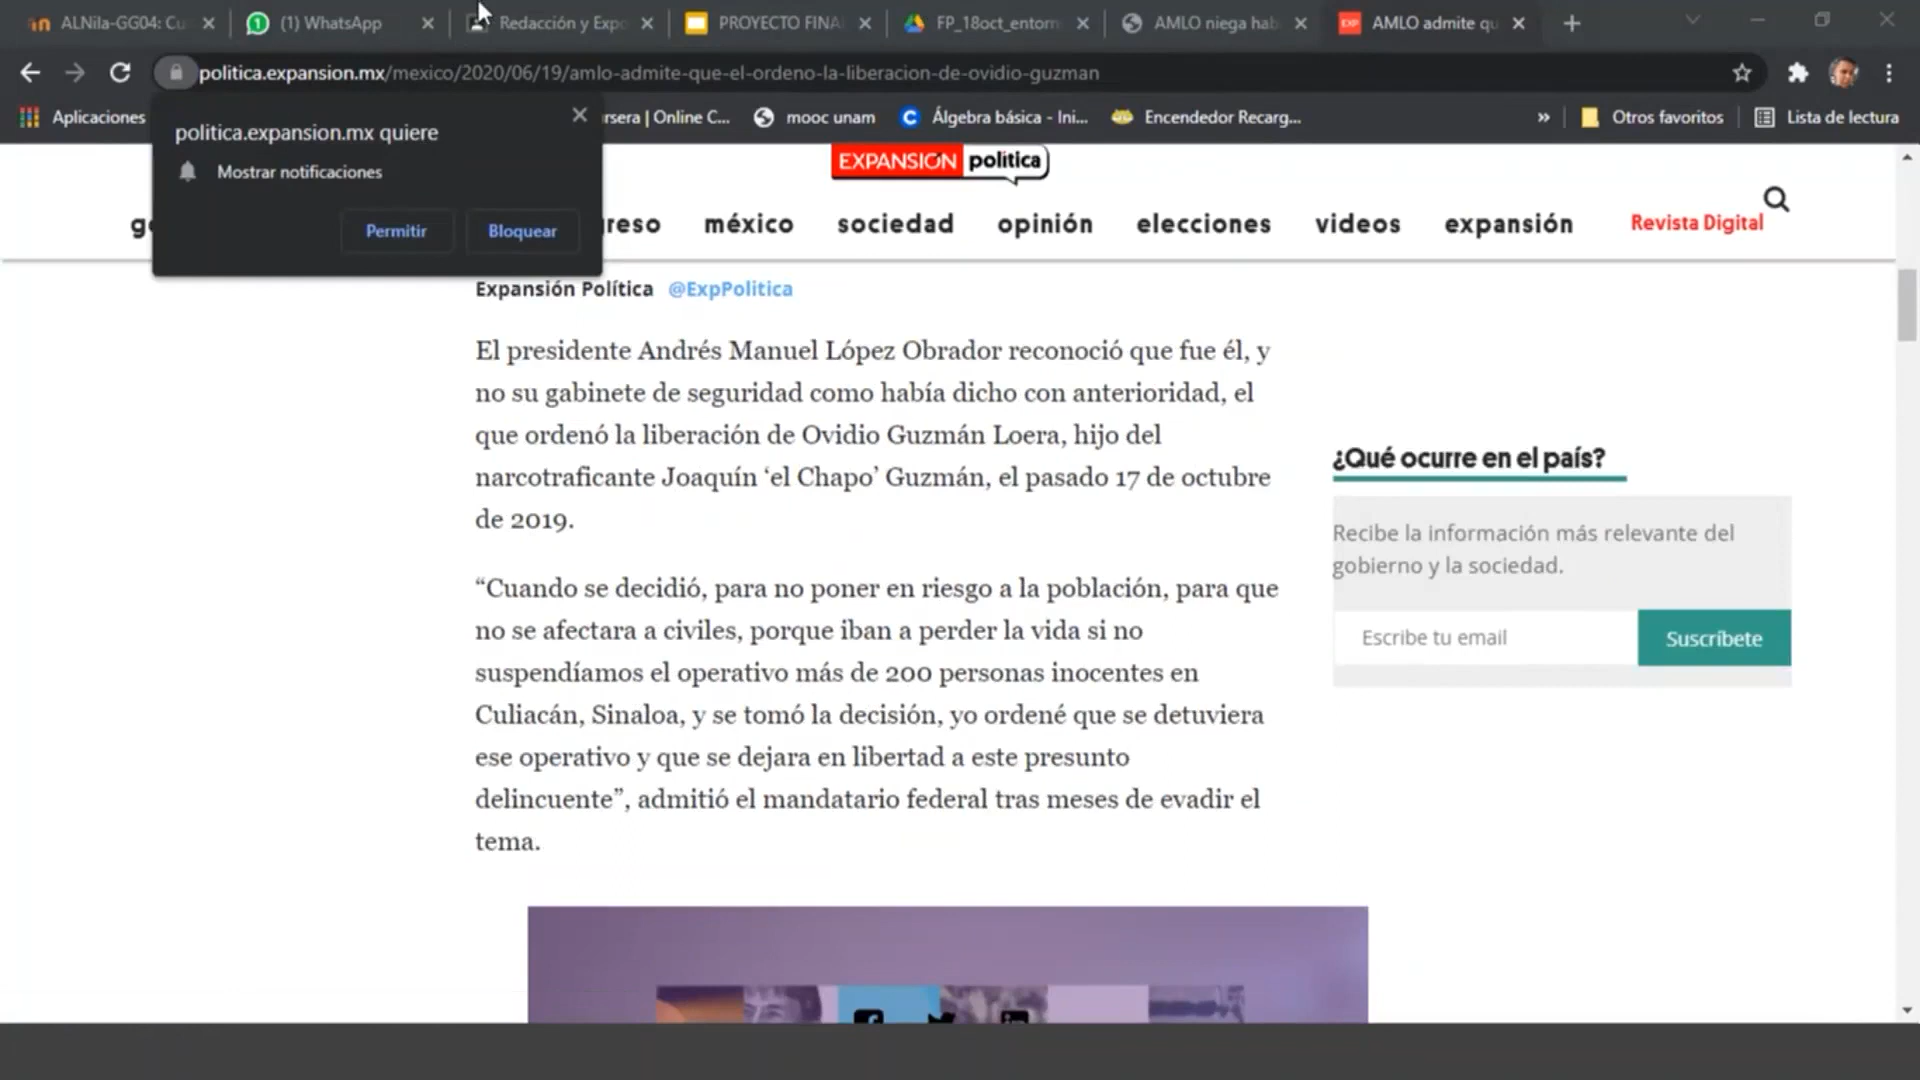 ALNila-GG04: Cu
(1) WhatsApp
Redacción y Expo
PROYECTO FINA
FP_18oct_entorn
AMLO niega hab
EXP
AMLO admite qu
politica.expansion.mx/mexico/2020/06/19/amlo-admite-que-el-ordeno-la-liberacion-de-ovidio-guzman
Aplicaciones
rsera | Online C...
mooc unam
Álgebra básica - Ini...
Encendedor Recarg...
»
Otros favoritos
Lista de lectura
politica.expansion.mx quiere
Mostrar notificaciones
Permitir
Bloquear
EXPANSIÓN política
reso
méxico
sociedad
opinión
elecciones
videos
expansión
Revista Digital
Expansión Política @ExpPolitica
El presidente Andrés Manuel López Obrador reconoció que fue él, y
no su gabinete de seguridad como había dicho con anterioridad, el
que ordenó la liberación de Ovidio Guzmán Loera, hijo del
narcotraficante Joaquín ‘el Chapo’ Guzmán, el pasado 17 de octubre
de 2019.
“Cuando se decidió, para no poner en riesgo a la población, para que
no se afectara a civiles, porque iban a perder la vida si no
suspendíamos el operativo más de 200 personas inocentes en
Culiacán, Sinaloa, y se tomó la decisión, yo ordené que se detuviera
ese operativo y que se dejara en libertad a este presunto
delincuente”, admitió el mandatario federal tras meses de evadir el
tema.
¿Qué ocurre en el país?
Recibe la información más relevante del
gobierno y la sociedad.
Escribe tu email
Suscríbete